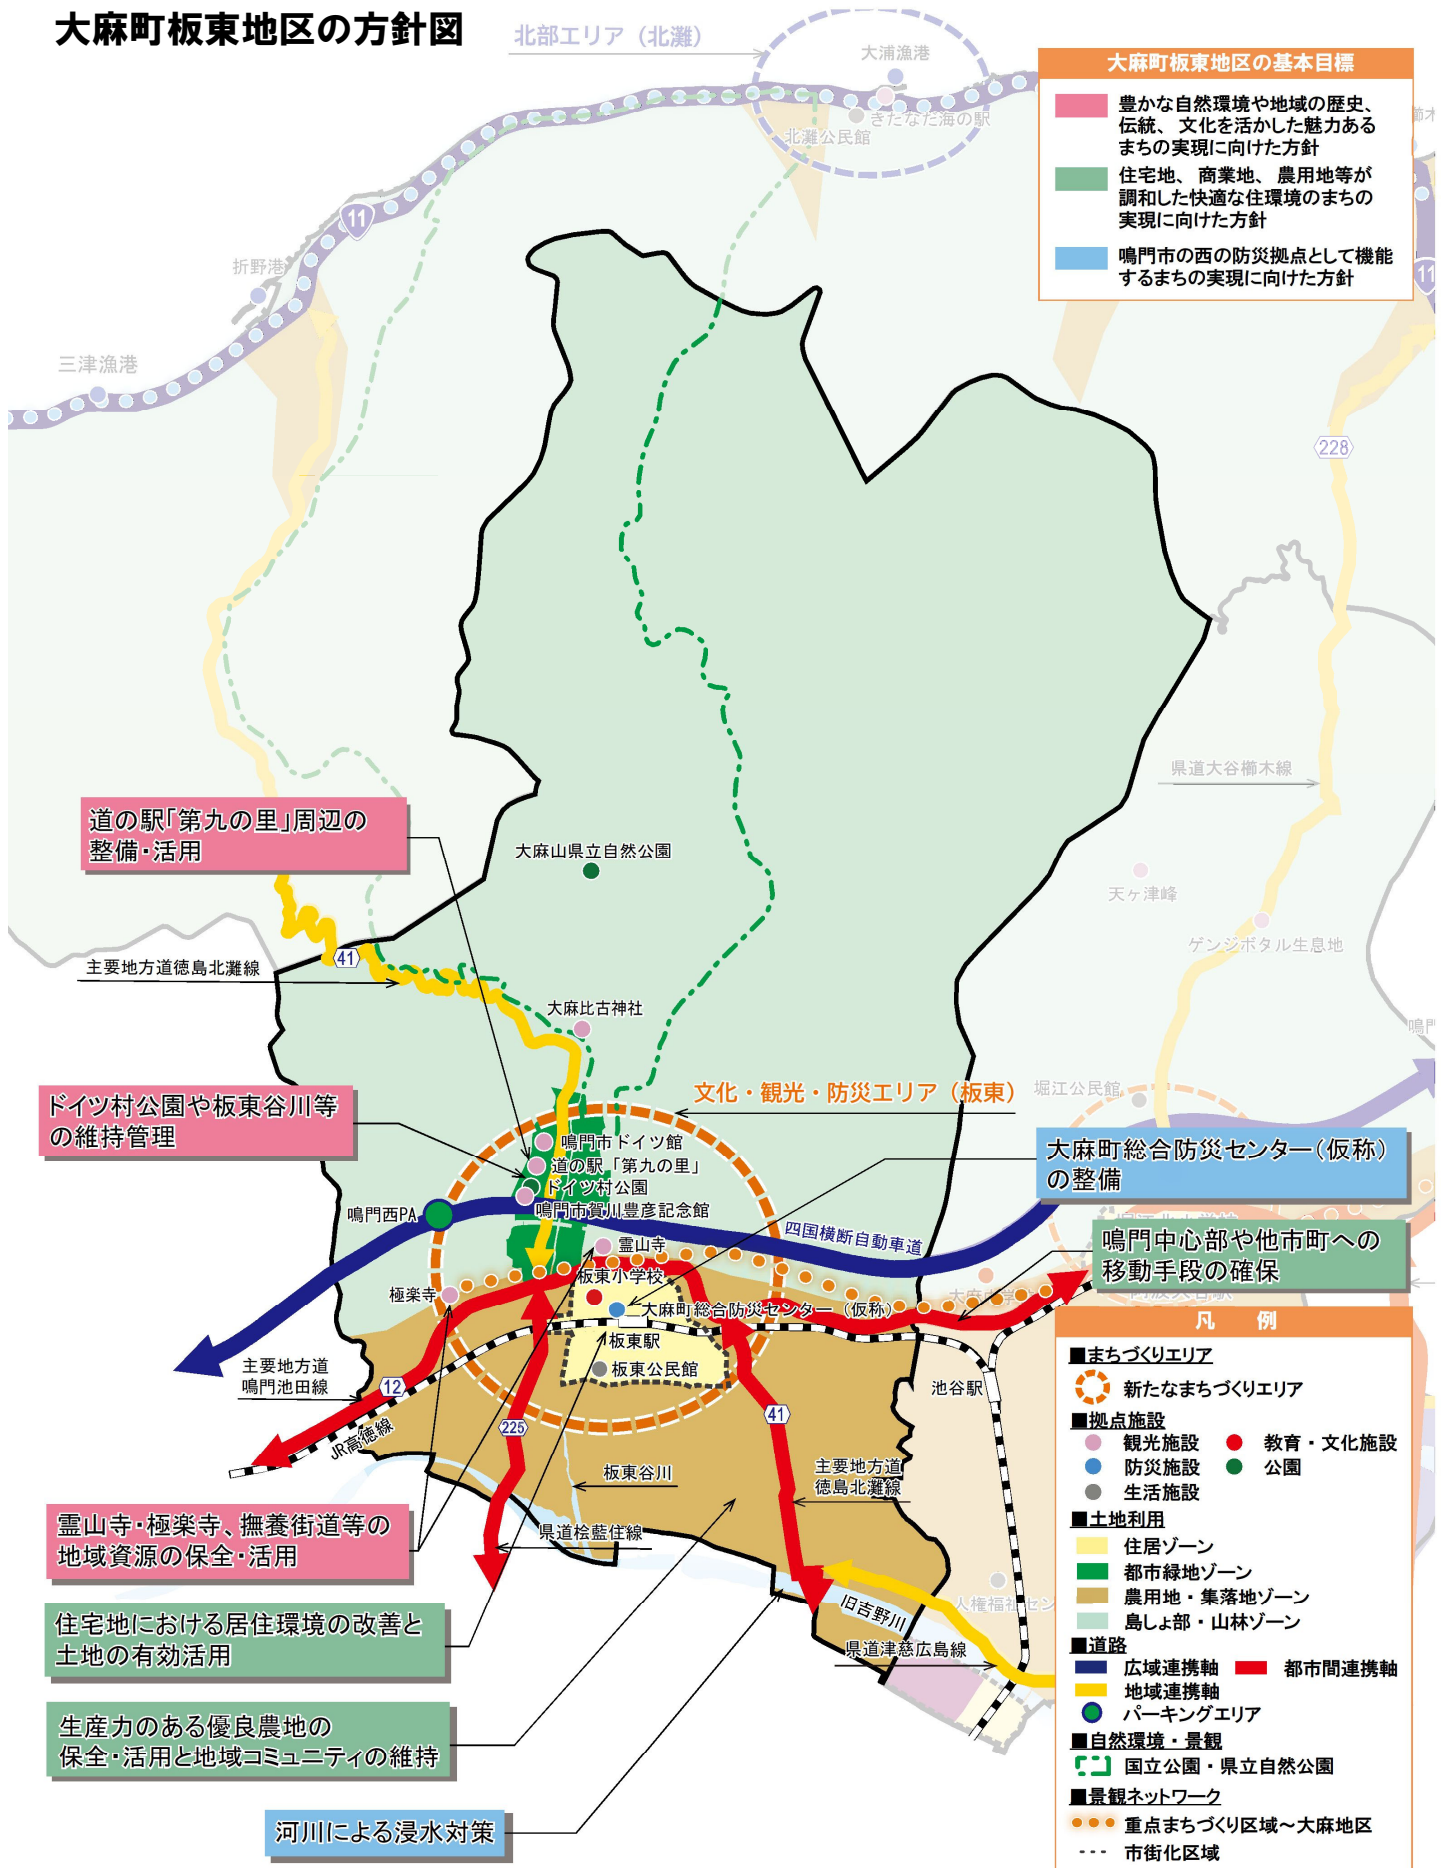 大麻町板東地区の方針図
北部エリア（北灘）
大浦漁港
きたなだ海の駅
北灘公民館
大麻町板東地区の基本目標
豊かな自然環境や地域の歴史、
伝統、文化を活かした魅力ある
まちの実現に向けた方針
住宅地、商業地、農用地等が
調和した快適な住環境のまちの
実現に向けた方針
鳴門市の西の防災拠点として機能
するまちの実現に向けた方針
11
11
折野港
三津漁港
228
県道大谷櫛木線
道の駅｢第九の里｣周辺の
整備･活用
大麻山県立自然公園
天ヶ津峰
ゲンジボタル生息地
41
主要地方道徳島北灘線
大麻比古神社
文化・観光・防災エリア（板東）
堀江公民館
ドイツ村公園や板東谷川等
の維持管理
鳴門市ドイツ館
道の駅「第九の里」
ドイツ村公園
鳴門市賀川豊彦記念館
大麻町総合防災センター(仮称)
の整備
鳴門西PA
四国横断自動車道
霊山寺
鳴門中心部や他市町への
移動手段の確保
板東小学校
極楽寺
大麻町総合防災センター（仮称）
板東駅
板東公民館
主要地方道
鳴門池田線
12
池谷駅
JR高徳線
225
41
板東谷川
主要地方道
徳島北灘線
霊山寺･極楽寺、撫養街道等の
地域資源の保全･活用
県道桧藍住線
住宅地における居住環境の改善と
土地の有効活用
旧吉野川
県道津慈広島線
生産力のある優良農地の
保全･活用と地域コミュニティの維持
河川による浸水対策
凡　例
■まちづくりエリア
新たなまちづくりエリア
■拠点施設
観光施設
教育・文化施設
防災施設
公園
生活施設
■土地利用
住居ゾーン
都市緑地ゾーン
農用地・集落地ゾーン
島しょ部・山林ゾーン
■道路
広域連携軸
都市間連携軸
地域連携軸
パーキングエリア
■自然環境・景観
国立公園・県立自然公園
■景観ネットワーク
重点まちづくり区域～大麻地区
市街化区域